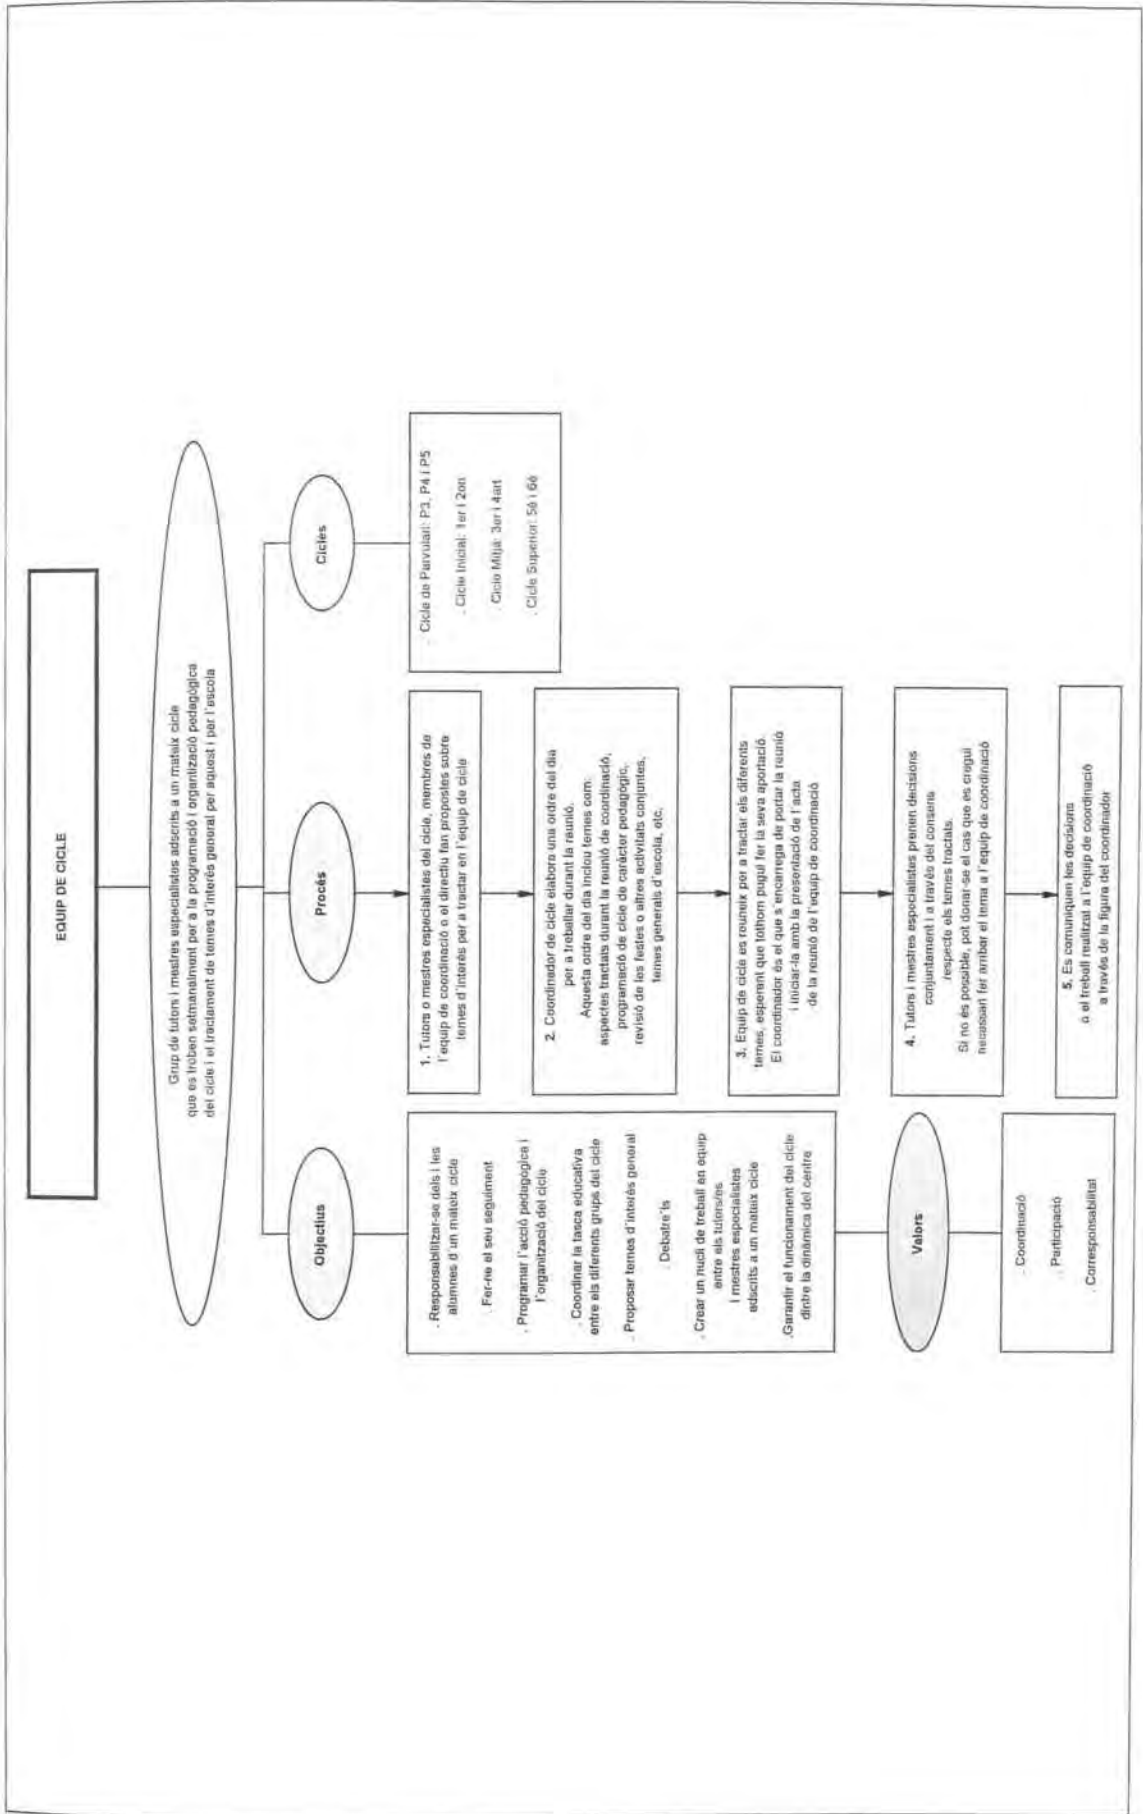 EQUIP DE CICLE
Grup de tutors i mestres especialistes adscrits a un mateix cicle
que es troben setmanalment per a la programació i organització pedagògica
del cicle i el tractament de temes d'interés general per aquest i per l'escola
Objectius
. Responsabilitzar-se dels i les
alumnes d'un mateix cicle
. Fer-ne el seu seguiment
. Programar l'acció pedagògica i
l'organització del cicle
. Coordinar la tasca educativa
entre els diferents grups del cicle
. Proposar temes d'interés general
. Debatre'ls
. Crear un nucli de treball en equip
entre els tutors/es
i mestres especialistes
adscrits a un mateix cicle
.Garantir el funcionament del cicle
dintre la dinàmica del centre
Valors
. Coordinació
. Participació
. Corresponsabilitat
Procés
1. Tutors o mestres especialistes del cicle, membres de
l'equip de coordinació o el directiu fan propostes sobre
temes d'interés per a tractar en l'equip de cicle
2. Coordinador de cicle elabora una ordre del dia
per a treballar durant la reunió.
Aquesta ordre del dia inclou temes com:
aspectes tractats durant la reunió de coordinació,
programació de cicle de caràcter pedagògic,
revisió de les festes o altres activitats conjuntes,
temes generals d'escola, etc.
3. Equip de cicle es reuneix per a tractar els diferents
temes, esperant que tothom pugui fer la seva aportació.
El coordinador és el que s'encarrega de portar la reunió
i iniciar-la amb la presentació de l'acta
de la reunió de l'equip de coordinació
4. Tutors i mestres especialistes prenen decisions
conjuntament i a través del consens
respecte els temes tractats.
Si no és possible, pot donar-se el cas que es cregui
necessari fer arribar el tema a l'equip de coordinació
5. Es comuniquen les decisions
o el treball realitzat a l'equip de coordinació
a través de la figura del coordinador
Cicles
. Cicle de Parvulari: P3, P4 i P5
. Cicle Inicial: 1er i 2on
. Cicle Mitjà: 3er i 4art
. Cicle Superior: 5è i 6è